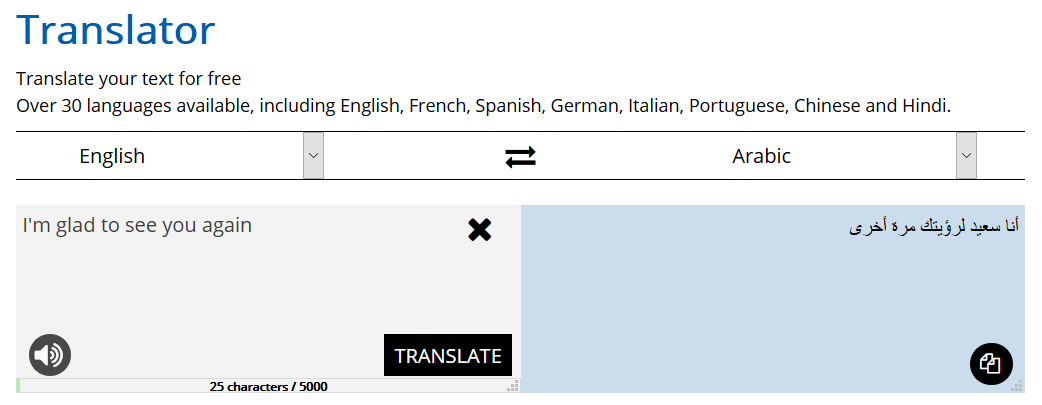 Translator
Translate your text for free
Over 30 languages available, including English, French, Spanish, German, Italian, Portuguese, Chinese and Hindi.
English
Arabic
I'm glad to see you again
أنا سعيد لرؤيتك مرة أخرى
TRANSLATE
25 characters / 5000